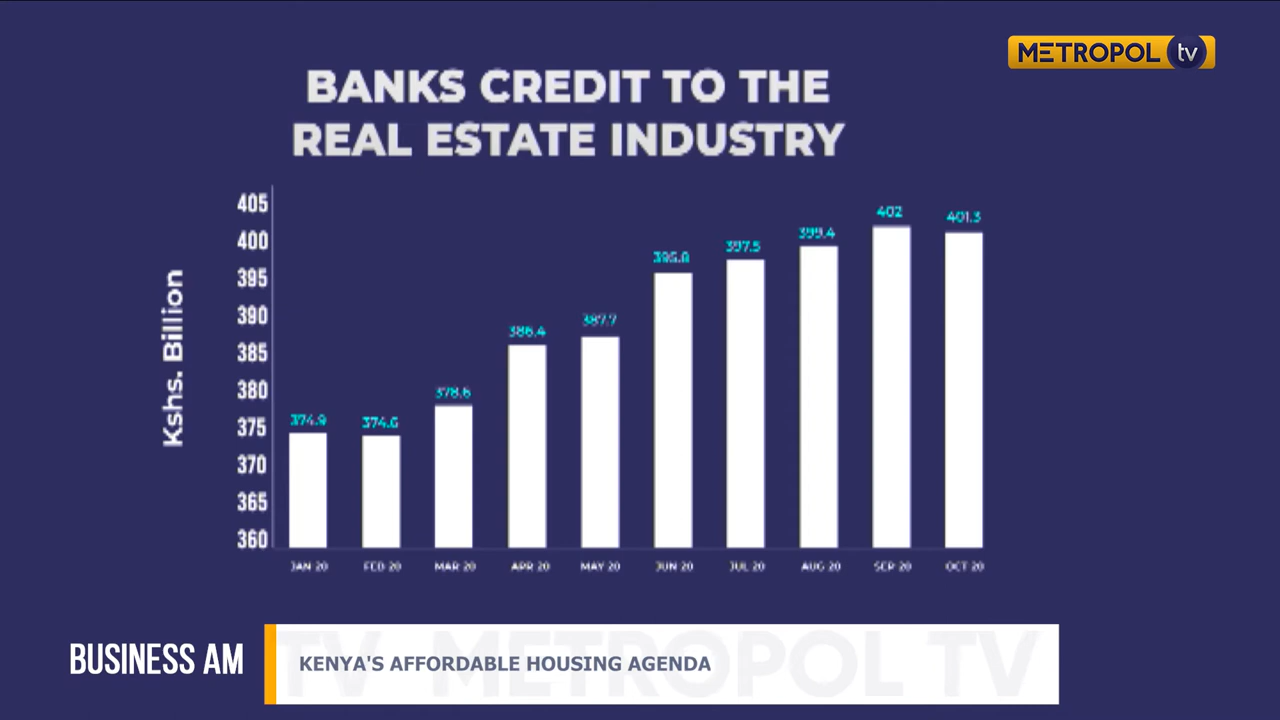 METROPOL tv
BANKS CREDIT TO THE
REAL ESTATE INDUSTRY
Kshs. Billion
405
400
395
390
385
380
375
370
365
360
374.9
374.6
378.6
386.4
387.7
395.8
397.5
399.4
402
401.3
JAN 20
FEB 20
MAR 20
APR 20
MAY 20
JUN 20
JUL 20
AUG 20
SEP 20
OCT 20
BUSINESS AM
TV METROPOL TV
KENYA'S AFFORDABLE HOUSING AGENDA